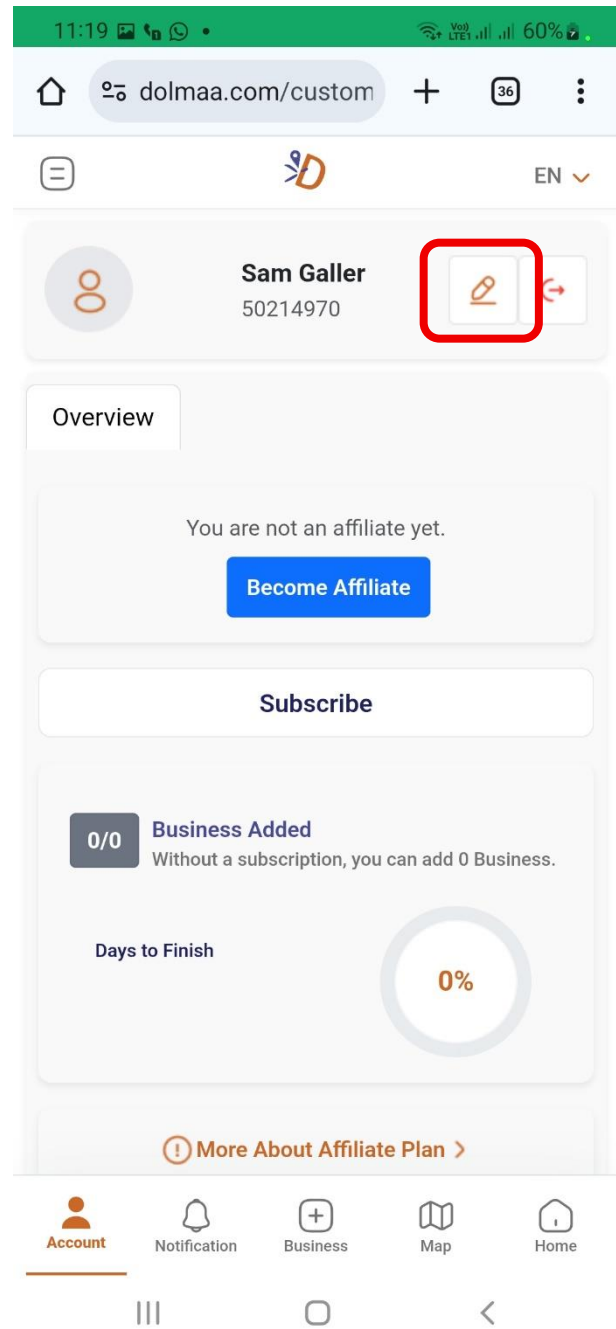 11:19
Vo))
LTE1
60%
dolmaa.com/custom
36
EN
Sam Galler
50214970
Overview
You are not an affiliate yet.
Become Affiliate
Subscribe
0/0
Business Added
Without a subscription, you can add 0 Business.
Days to Finish
0%
More About Affiliate Plan
Account
Notification
Business
Map
Home